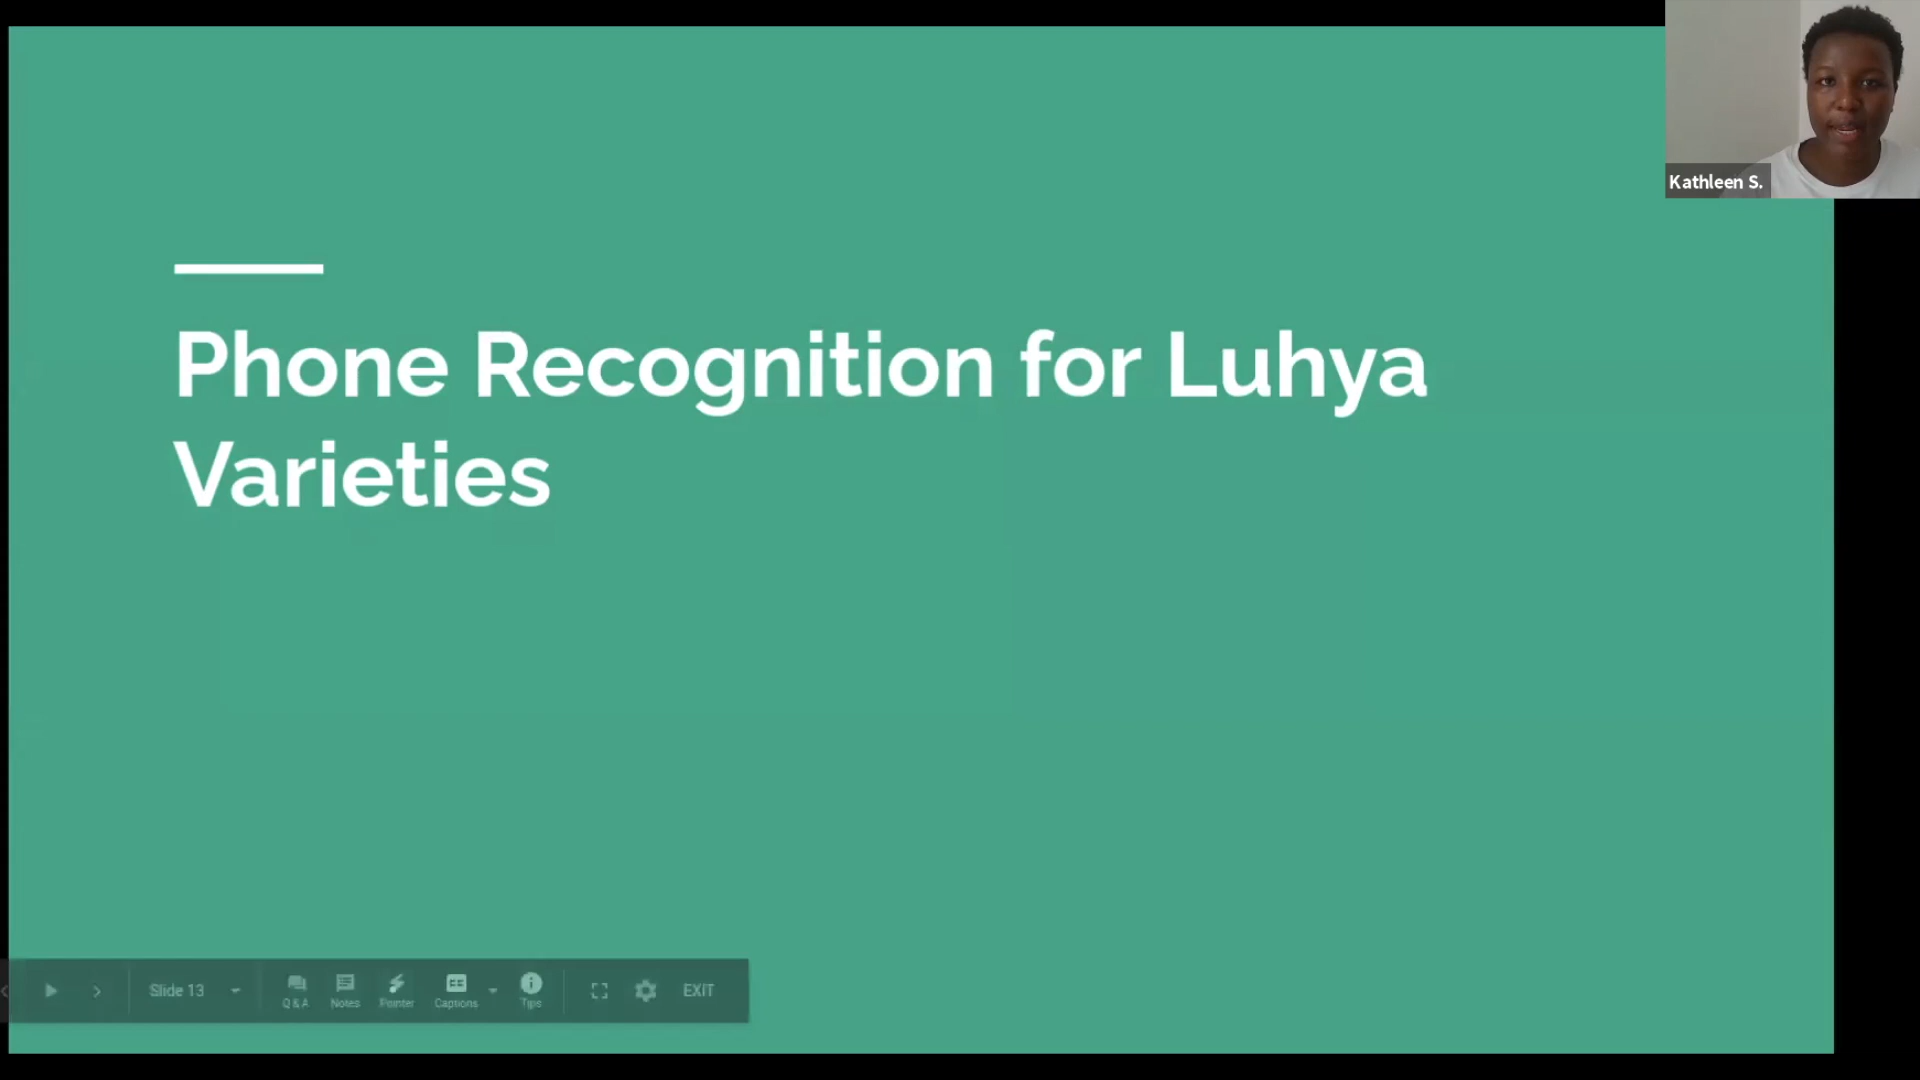 Kathleen S.
Phone Recognition for Luhya
Varieties
Slide 13
Q & A
Notes
Pointer
Captions
Tips
EXIT